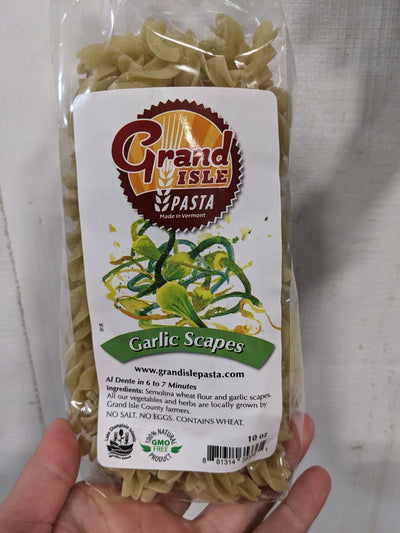 Grand
ISLE
PASTA
Made in Vermont
Garlic Scapes
www.grandislepasta.com
Al Dente in 6 to 7 Minutes
Ingredients: Semolina wheat flour and garlic scapes.
All our vegetables and herbs are locally grown by
Grand Isle County farmers.
NO SALT. NO EGGS. CONTAINS WHEAT.
10 oz
100% NATURAL
GMO
FREE
PRODUCT
8 81314